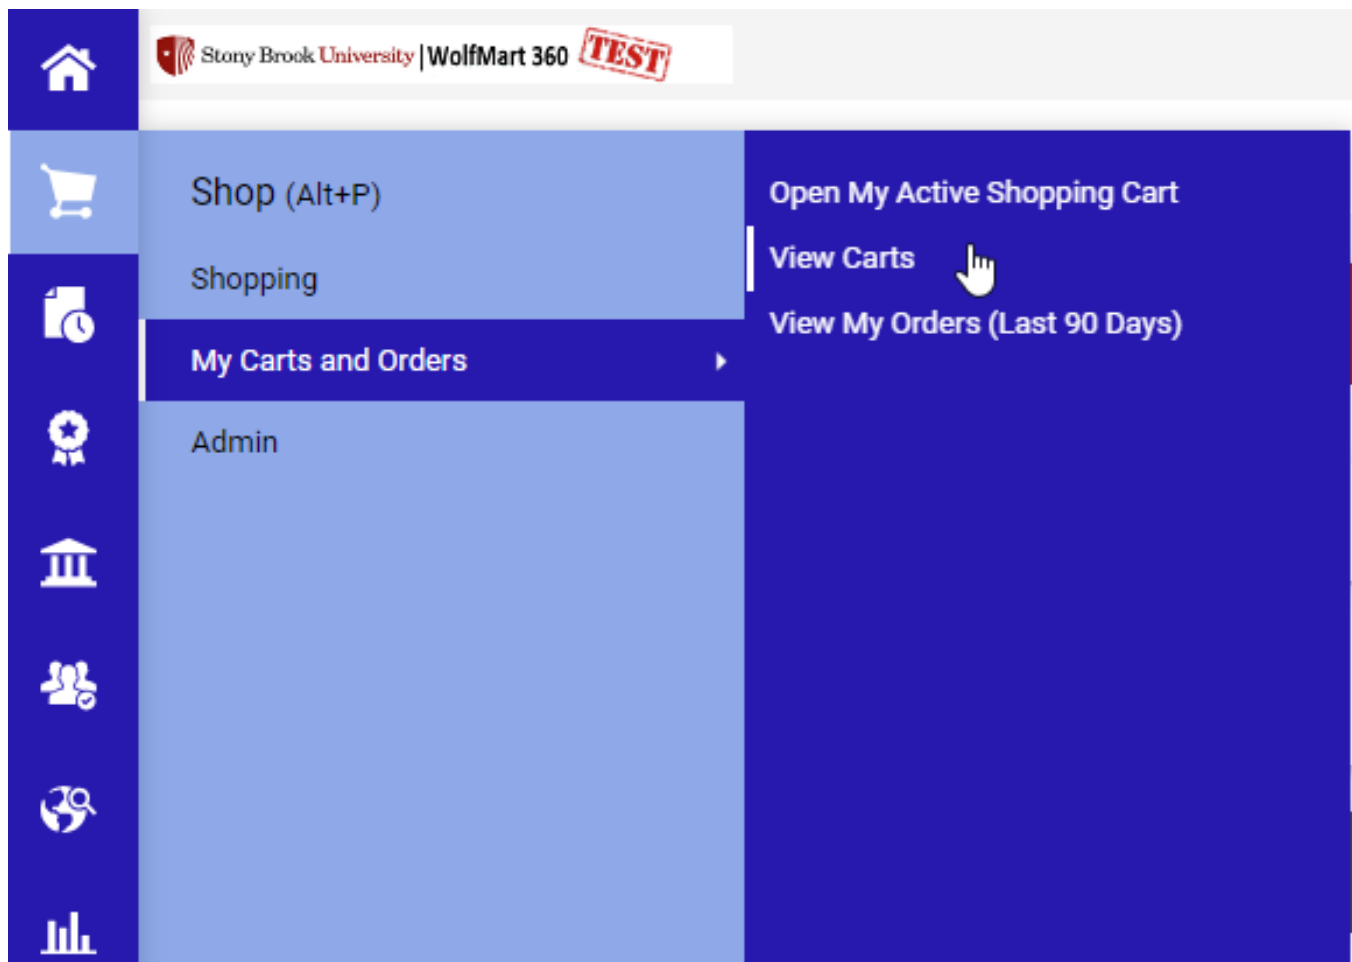 Stony Brook University | WolfMart 360 TEST
Shop (Alt+P)
Shopping
My Carts and Orders
Admin
Open My Active Shopping Cart
View Carts
View My Orders (Last 90 Days)